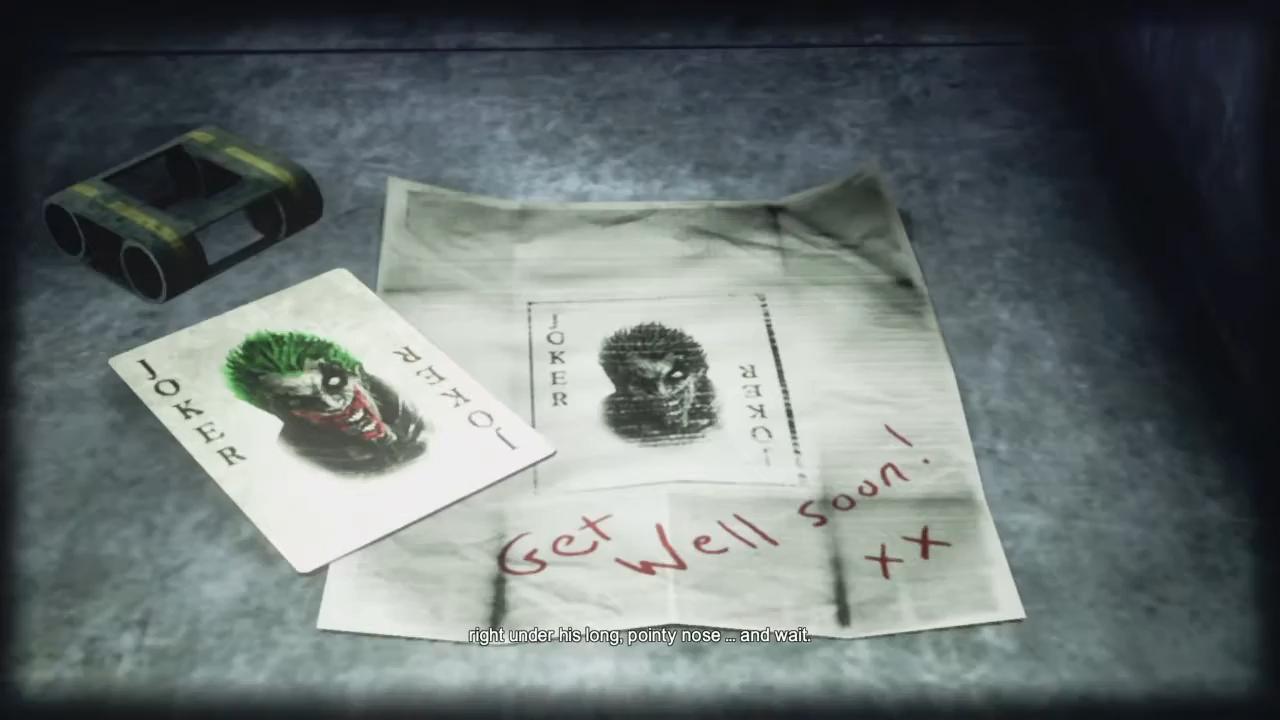 JOKER
JOKER
JOKER
JOKER
Get Well Soon!
xx
right under his long, pointy nose ... and wait.